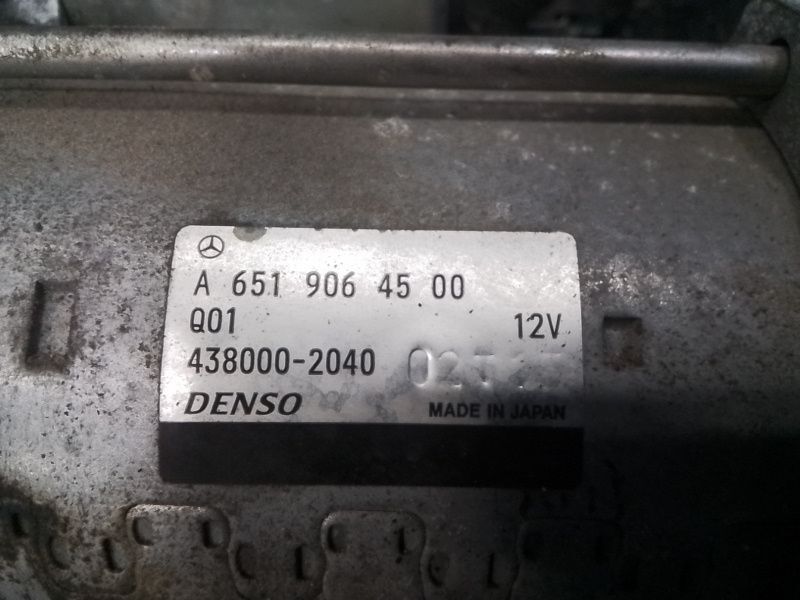 A 651 906 45 00
Q01 12V
438000-2040
DENSO MADE IN JAPAN